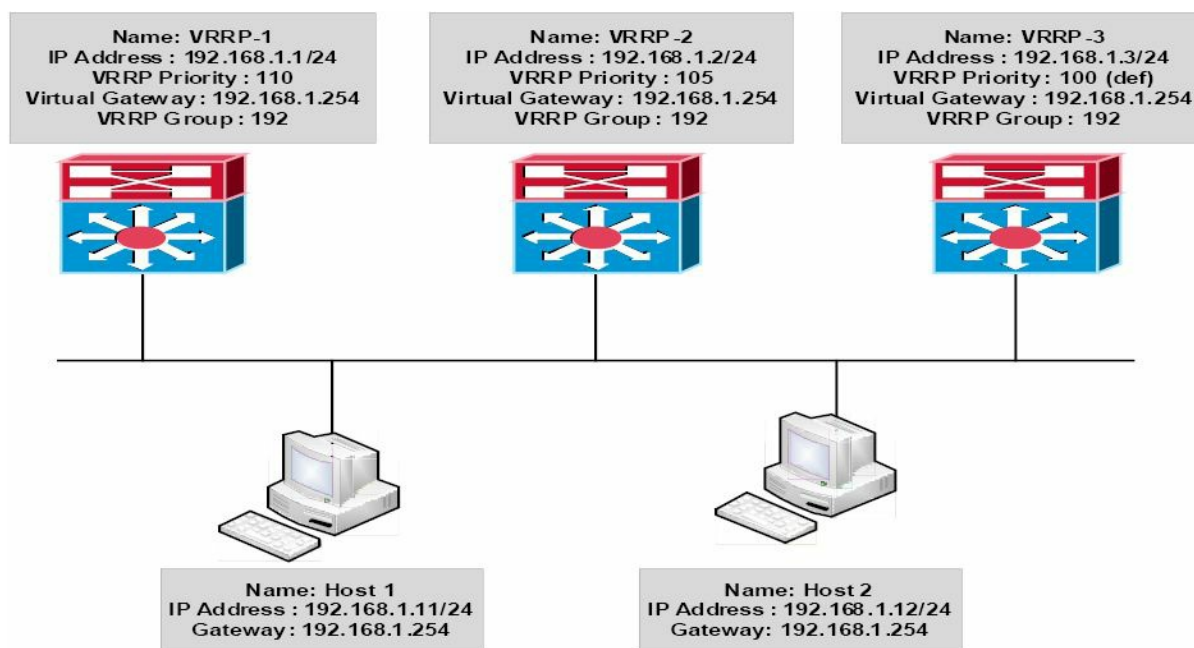 Name: VRRP-1
IP Address : 192.168.1.1/24
VRRP Priority : 110
Virtual Gateway : 192.168.1.254
VRRP Group : 192
Name: VRRP-2
IP Address : 192.168.1.2/24
VRRP Priority : 105
Virtual Gateway : 192.168.1.254
VRRP Group : 192
Name: VRRP-3
IP Address : 192.168.1.3/24
VRRP Priority : 100 (def)
Virtual Gateway : 192.168.1.254
VRRP Group : 192
Name: Host 1
IP Address : 192.168.1.11/24
Gateway : 192.168.1.254
Name: Host 2
IP Address : 192.168.1.12/24
Gateway: 192.168.1.254